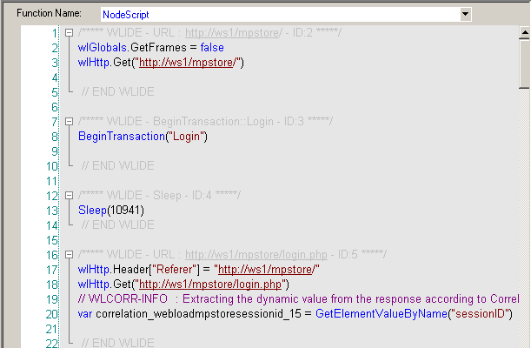 Function Name: NodeScript
1 /***** WLIDE - URL : http://ws1/mpstore/ - ID:2 *****/
2 wlGlobals.GetFrames = false
3 wlHttp.Get("http://ws1/mpstore/")
4
5 // END WLIDE
6
7 /***** WLIDE - BeginTransaction::Login - ID:3 *****/
8 BeginTransaction("Login")
9
10 // END WLIDE
11
12 /***** WLIDE - Sleep - ID:4 *****/
13 Sleep(10941)
14 // END WLIDE
15
16 /***** WLIDE - URL : http://ws1/mpstore/login.php - ID:5 *****/
17 wlHttp.Header["Referer"] = "http://ws1/mpstore/"
18 wlHttp.Get("http://ws1/mpstore/login.php")
19 // WLCORR-INFO : Extracting the dynamic value from the response according to Correl
20 var correlation_webloadmpstoresessionid_15 = GetElementValueByName("sessionID")
21
22 // END WLIDE